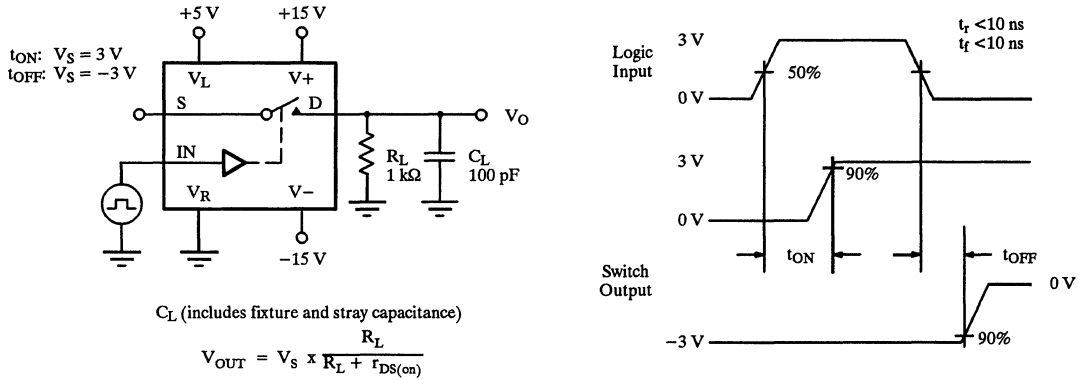 +5 V
+15 V
tON: VS = 3 V
tOFF: VS = −3 V
VL
V+
S
D
VO
IN
RL
1 kΩ
CL
100 pF
VR
V−
−15 V
CL (includes fixture and stray capacitance)
VOUT = VS x RL
RL + rDS(on)
tr <10 ns
tf <10 ns
Logic
Input
3 V
50%
0 V
3 V
90%
0 V
tON
tOFF
Switch
Output
0 V
−3 V
90%